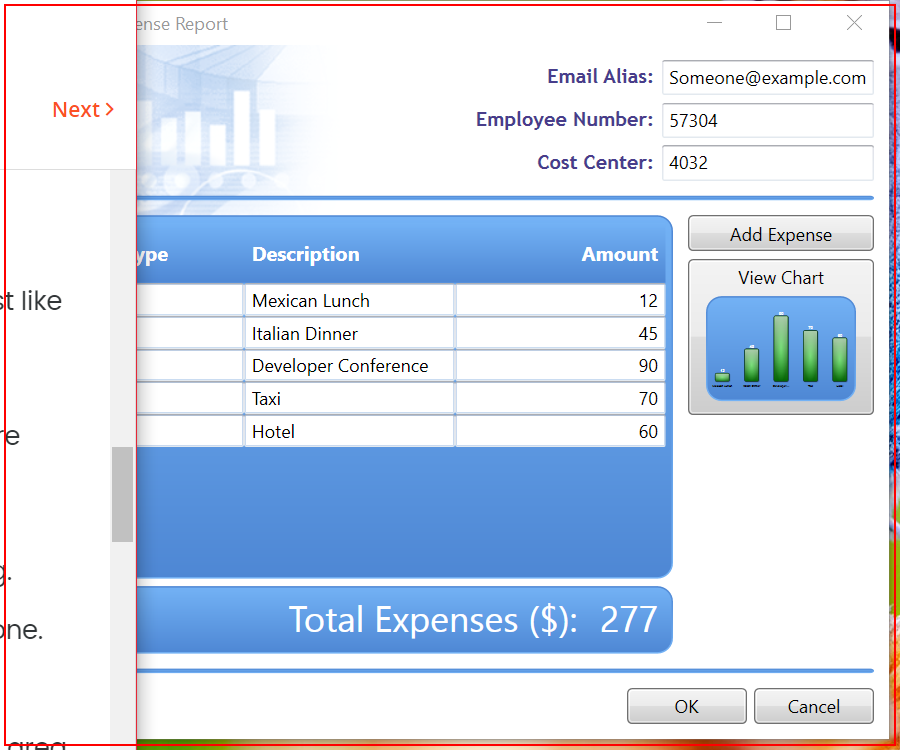 ense Report
Next
Email Alias: Someone@example.com
Employee Number: 57304
Cost Center: 4032
ype Description Amount
Mexican Lunch 12
Italian Dinner 45
Developer Conference 90
Taxi 70
Hotel 60
Add Expense
View Chart
st like
re
g.
one.
area
Total Expenses ($): 277
OK Cancel